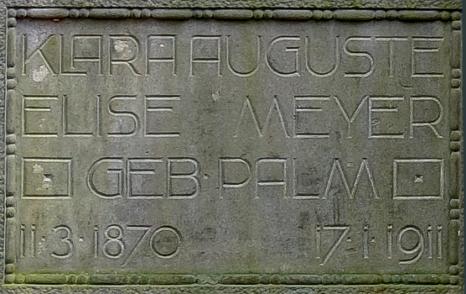 KLARA AUGUSTE
ELISE MEYER
GEB·PALM
11·3·1870 17·1·1911